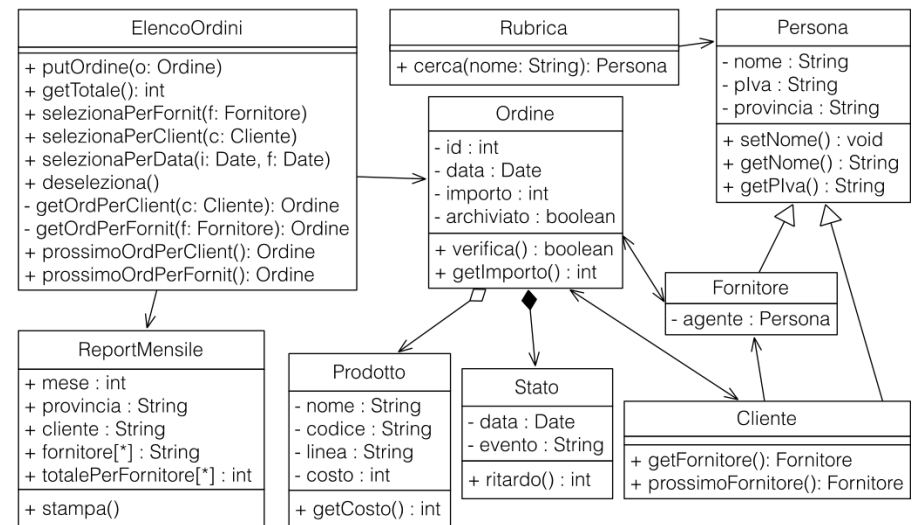 ElencoOrdini
+ putOrdine(o: Ordine)
+ getTotale(): int
+ selezionaPerFornit(f: Fornitore)
+ selezionaPerClient(c: Cliente)
+ selezionaPerData(i: Date, f: Date)
+ deseleziona()
- getOrdPerClient(c: Cliente): Ordine
- getOrdPerFornit(f: Fornitore): Ordine
+ prossimoOrdPerClient(): Ordine
+ prossimoOrdPerFornit(): Ordine
Rubrica
+ cerca(nome: String): Persona
Persona
- nome : String
- pIva : String
- provincia : String
+ setNome() : void
+ getNome() : String
+ getPIva() : String
Ordine
- id : int
- data : Date
- importo : int
- archiviato : boolean
+ verifica() : boolean
+ getImporto() : int
Fornitore
- agente : Persona
ReportMensile
+ mese : int
+ provincia : String
+ cliente : String
+ fornitore[*] : String
+ totalePerFornitore[*] : int
+ stampa()
Prodotto
- nome : String
- codice : String
- linea : String
- costo : int
+ getCosto() : int
Stato
- data : Date
- evento : String
+ ritardo() : int
Cliente
+ getFornitore(): Fornitore
+ prossimoFornitore(): Fornitore